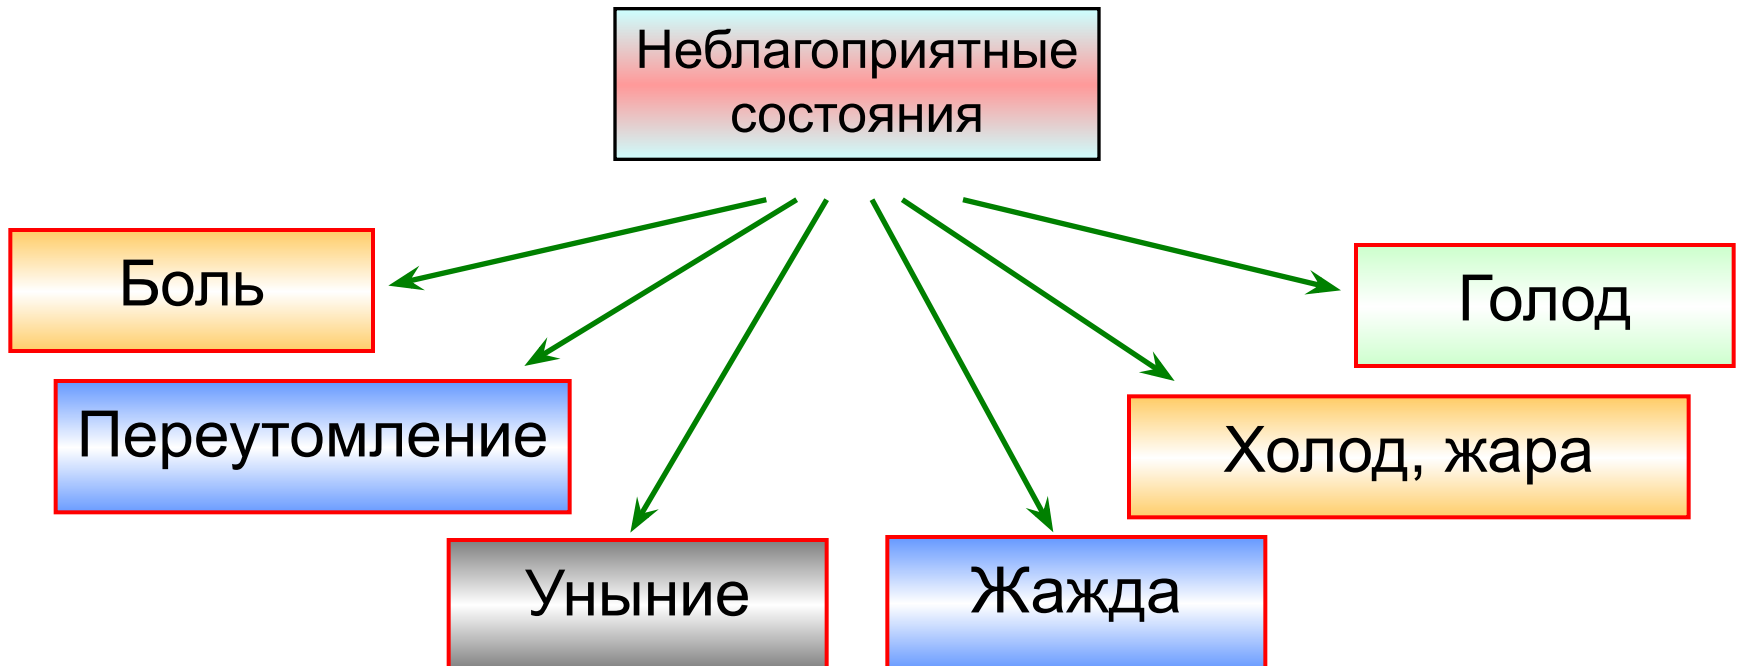 Неблагоприятные
состояния
Боль
Голод
Переутомление
Холод, жара
Уныние
Жажда